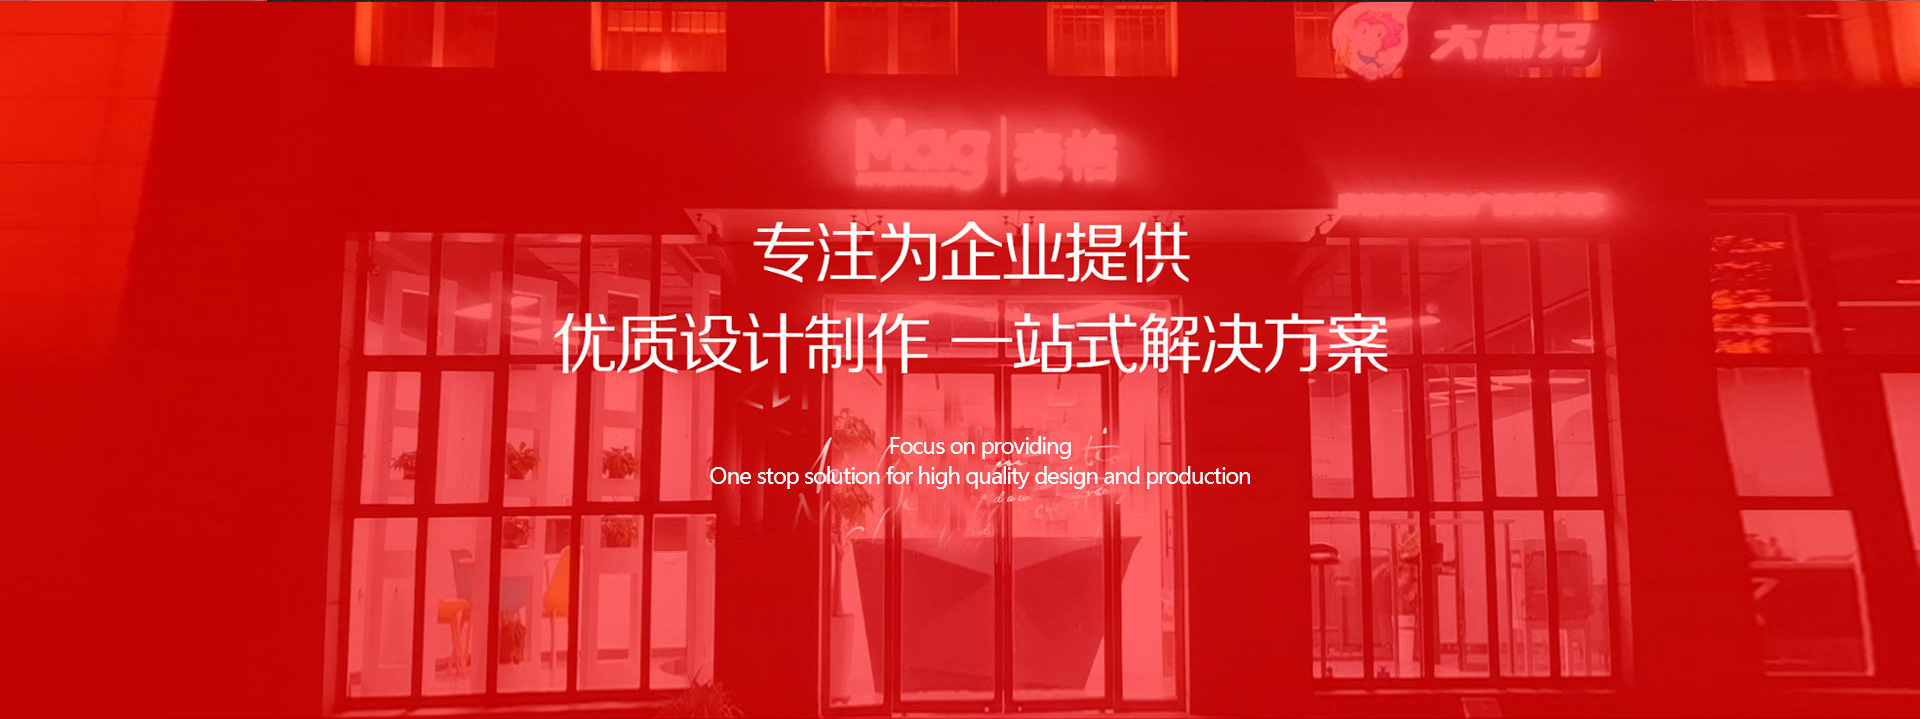 大师兄
Mag 麦格
专注为企业提供
优质设计制作 一站式解决方案
Focus on providing
One stop solution for high quality design and production